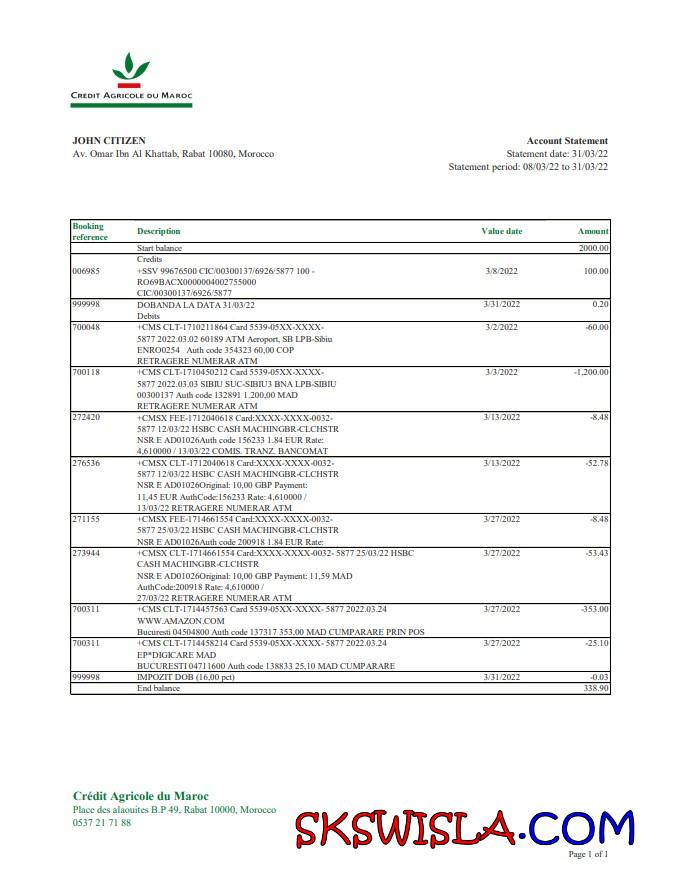 CREDIT AGRICOLE DU MAROC
JOHN CITIZEN
Av. Omar Ibn Al Khattab, Rabat 10080, Morocco
Account Statement
Statement date: 31/03/22
Statement period: 08/03/22 to 31/03/22
Booking reference Description Value date Amount
Start balance 2000.00
Credits
006985 +SSV 99676500 CIC/00300137/6926/5877 100 - 3/8/2022 100.00
RO69BACX0000004002755000
CIC/00300137/6926/5877
999998 DOBANDA LA DATA 31/03/22 3/31/2022 0.20
Debits
700048 +CMS CLT-1710211864 Card 5539-05XX-XXXX- 3/2/2022 -60.00
5877 2022.03.02 60189 ATM Aeroport, SB LPB-Sibiu
ENRO0254 Auth code 354323 60,00 COP
RETRAGERE NUMERAR ATM
700118 +CMS CLT-1710450212 Card 5539-05XX-XXXX- 3/3/2022 -1,200.00
5877 2022.03.03 SIBIU SUC-SIBIU3 BNA LPB-SIBIU
00300137 Auth code 132891 1.200,00 MAD
RETRAGERE NUMERAR ATM
272420 +CMSX FEE-1712040618 Card:XXXX-XXXX-0032- 3/13/2022 -8.48
5877 12/03/22 HSBC CASH MACHINGBR-CLCHSTR
NSR E AD01026Auth code 156233 1.84 EUR Rate:
4,610000 / 13/03/22 COMIS. TRANZ. BANCOMAT
276536 +CMSX CLT-1712040618 Card:XXXX-XXXX-0032- 3/13/2022 -52.78
5877 12/03/22 HSBC CASH MACHINGBR-CLCHSTR
NSR E AD01026Original: 10,00 GBP Payment:
11,45 EUR AuthCode:156233 Rate: 4,610000 /
13/03/22 RETRAGERE NUMERAR ATM
271155 +CMSX FEE-1714661554 Card:XXXX-XXXX-0032- 3/27/2022 -8.48
5877 25/03/22 HSBC CASH MACHINGBR-CLCHSTR
NSR E AD01026Auth code 200918 1.84 EUR Rate:
273944 +CMSX CLT-1714661554 Card:XXXX-XXXX-0032- 5877 25/03/22 HSBC 3/27/2022 -53.43
CASH MACHINGBR-CLCHSTR
NSR E AD01026Original: 10,00 GBP Payment: 11,59 MAD
AuthCode:200918 Rate: 4,610000 /
27/03/22 RETRAGERE NUMERAR ATM
700311 +CMS CLT-1714457563 Card 5539-05XX-XXXX- 5877 2022.03.24 3/27/2022 -353.00
WWW.AMAZON.COM
Bucuresti 04504800 Auth code 137317 353,00 MAD CUMPARARE PRIN POS
700311 +CMS CLT-1714458214 Card 5539-05XX-XXXX- 5877 2022.03.24 3/27/2022 -25.10
EP*DIGICARE MAD
BUCURESTI 04711600 Auth code 138833 25,10 MAD CUMPARARE
999998 IMPOZIT DOB (16,00 pct) 3/31/2022 -0.03
End balance 338.90
Crédit Agricole du Maroc
Place des alaouites B.P 49, Rabat 10000, Morocco
0537 21 71 88
SKSWISLA.COM
Page 1 of 1